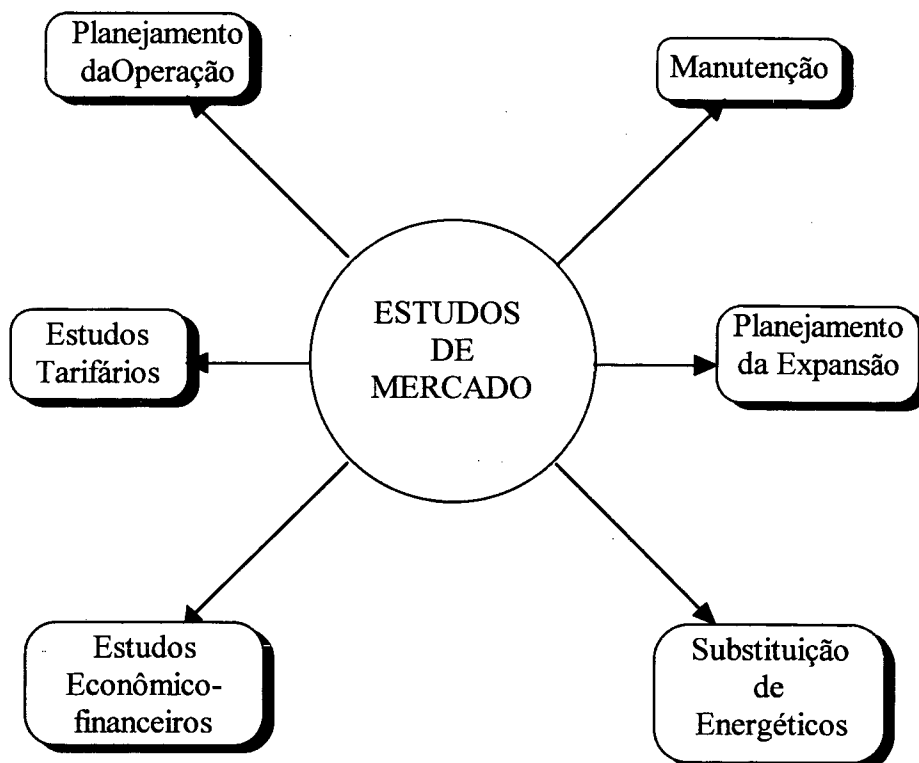 Planejamento
daOperação
Manutenção
ESTUDOS
DE
MERCADO
Estudos
Tarifários
Planejamento
da Expansão
Estudos
Econômico-
financeiros
Substituição
de
Energéticos